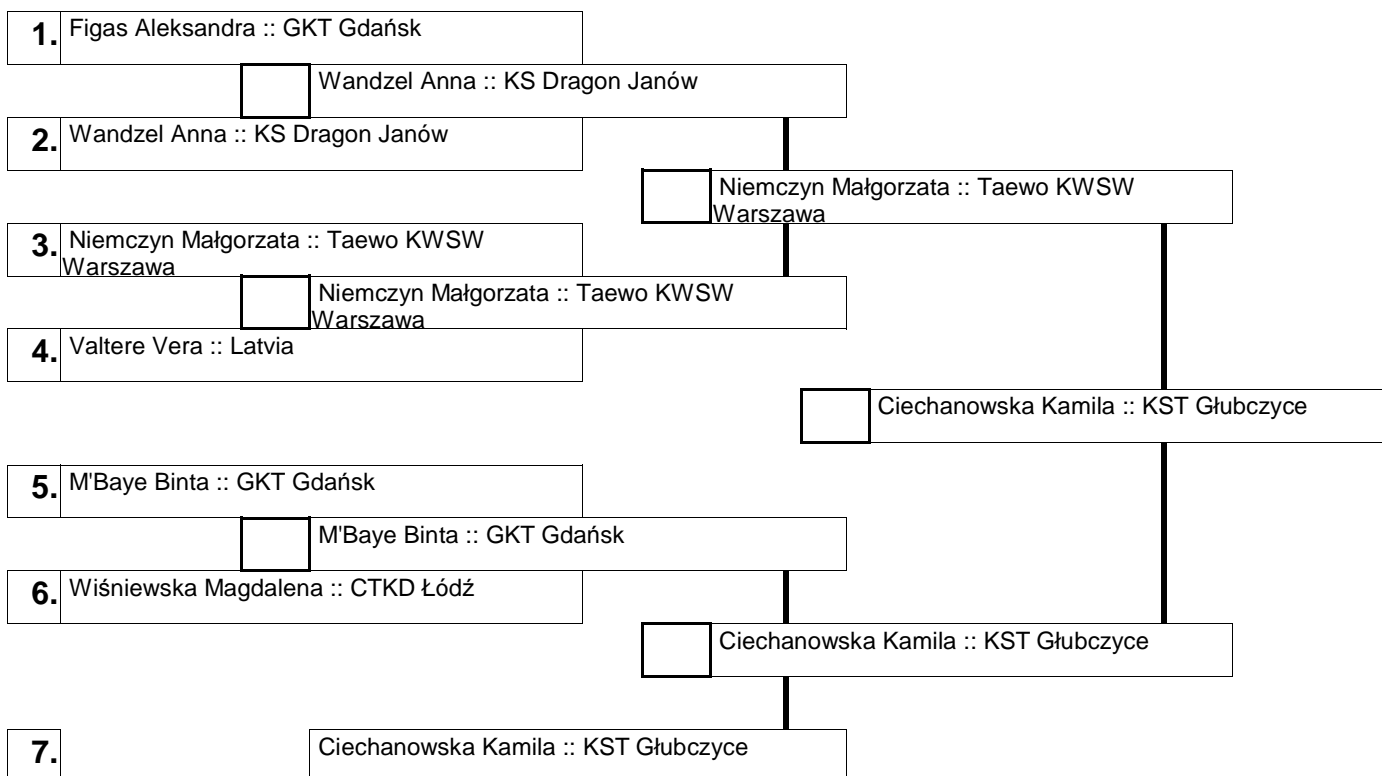 1. Figas Aleksandra :: GKT Gdańsk
Wandzel Anna :: KS Dragon Janów
2. Wandzel Anna :: KS Dragon Janów
Niemczyn Małgorzata :: Taewo KWSW
Warszawa
3. Niemczyn Małgorzata :: Taewo KWSW
Warszawa
Niemczyn Małgorzata :: Taewo KWSW
Warszawa
4. Valtere Vera :: Latvia
Ciechanowska Kamila :: KST Głubczyce
5. M'Baye Binta :: GKT Gdańsk
M'Baye Binta :: GKT Gdańsk
6. Wiśniewska Magdalena :: CTKD Łódź
Ciechanowska Kamila :: KST Głubczyce
7. Ciechanowska Kamila :: KST Głubczyce